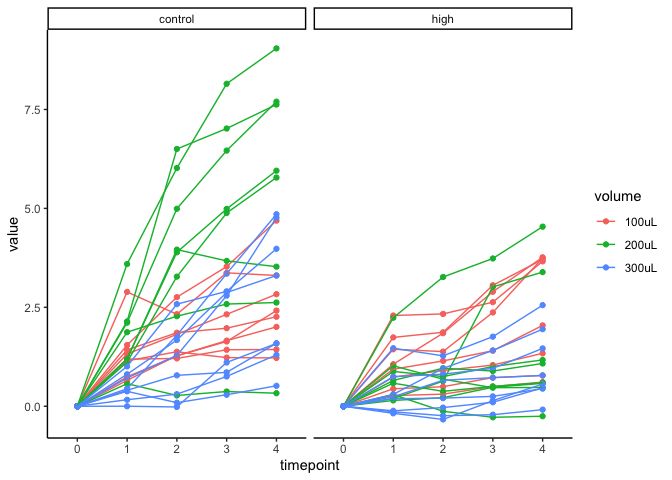 control
high
value
7.5
5.0
2.5
0.0
0 1 2 3 4
0 1 2 3 4
timepoint
volume
100uL
200uL
300uL